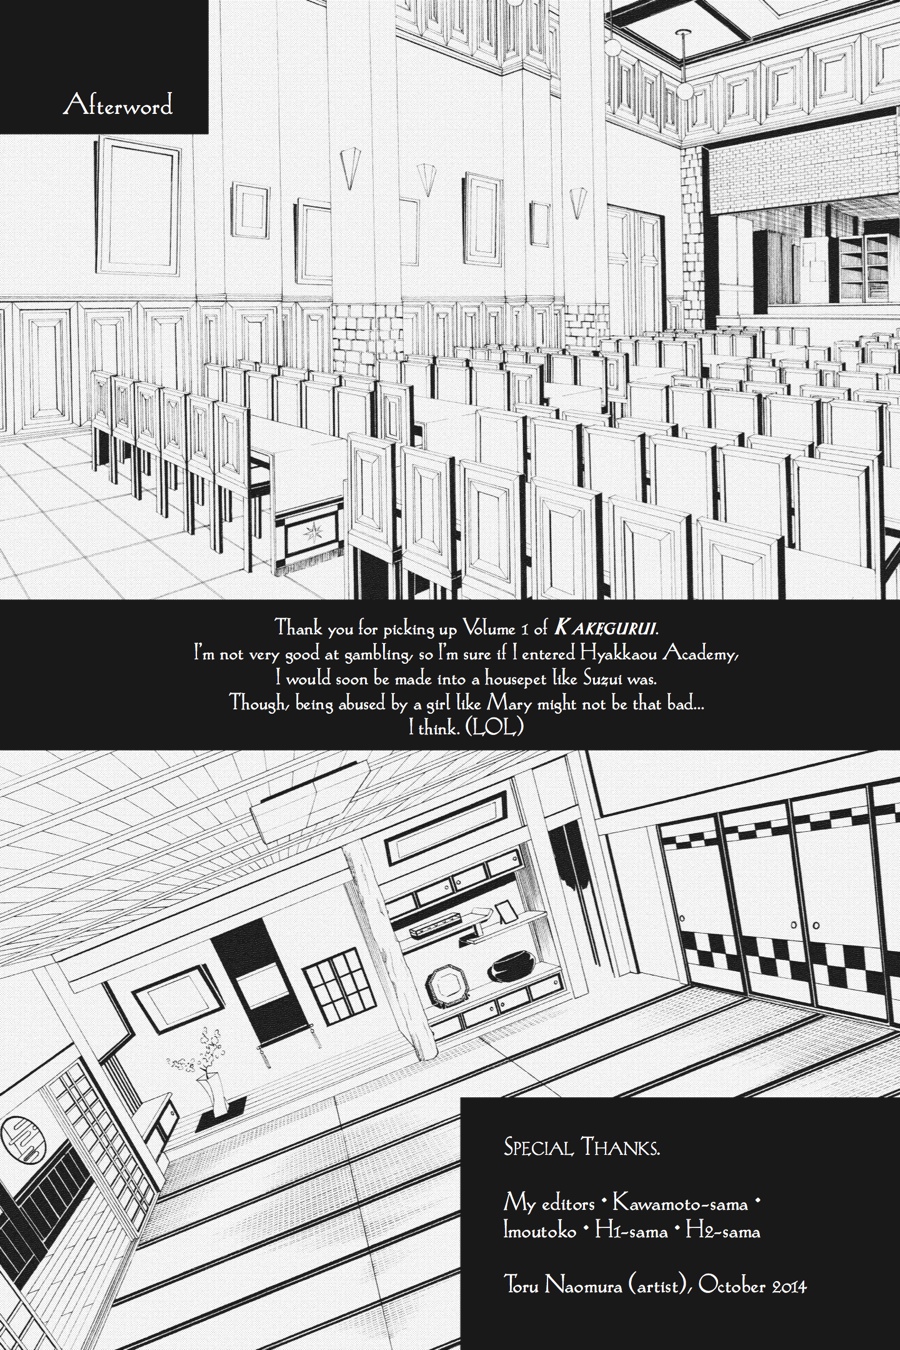 Afterword
Thank you for picking up Volume 1 of KAKEGURUI.
I'm not very good at gambling, so I'm sure if I entered Hyakkaou Academy,
I would soon be made into a housepet like Suzui was.
Though, being abused by a girl like Mary might not be that bad...
I think. (LOL)
SPECIAL THANKS.
My editors • Kawamoto-sama •
Imoutoko • H1-sama • H2-sama
Toru Naomura (artist), October 2014